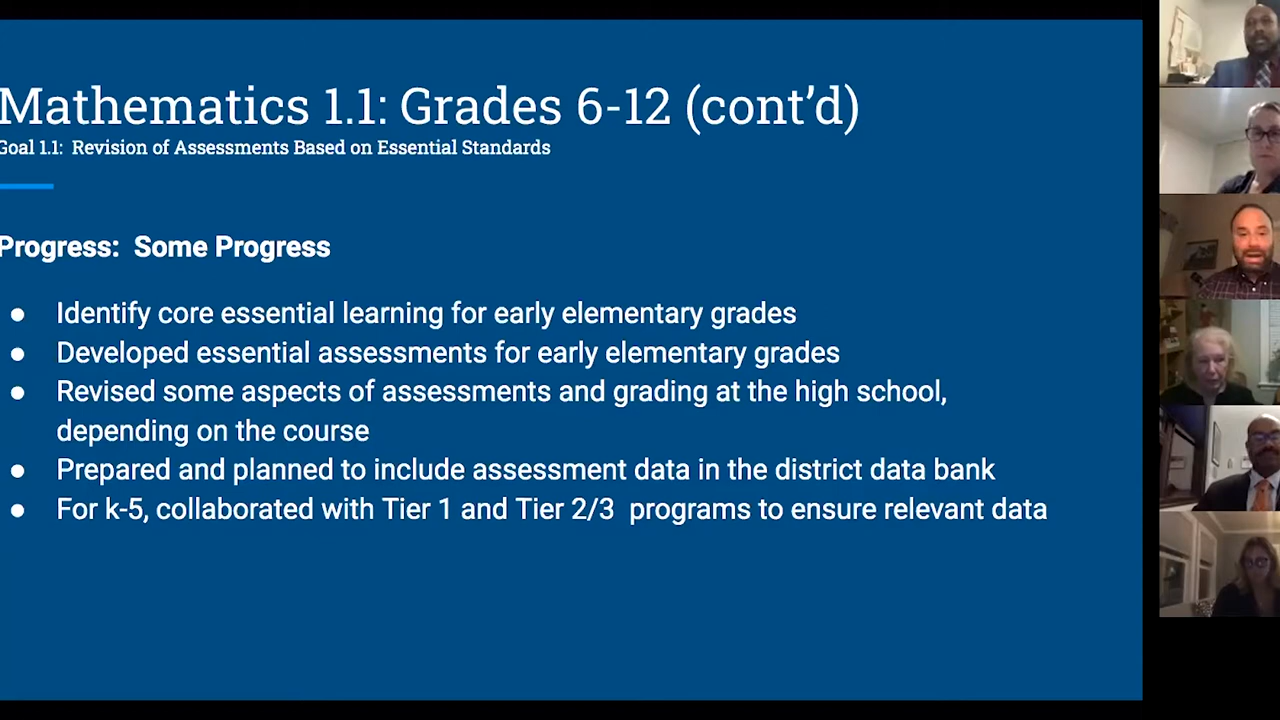 Mathematics 1.1: Grades 6-12 (cont’d)
Goal 1.1:  Revision of Assessments Based on Essential Standards
Progress:  Some Progress
● Identify core essential learning for early elementary grades
● Developed essential assessments for early elementary grades
● Revised some aspects of assessments and grading at the high school,
depending on the course
● Prepared and planned to include assessment data in the district data bank
● For k-5, collaborated with Tier 1 and Tier 2/3  programs to ensure relevant data